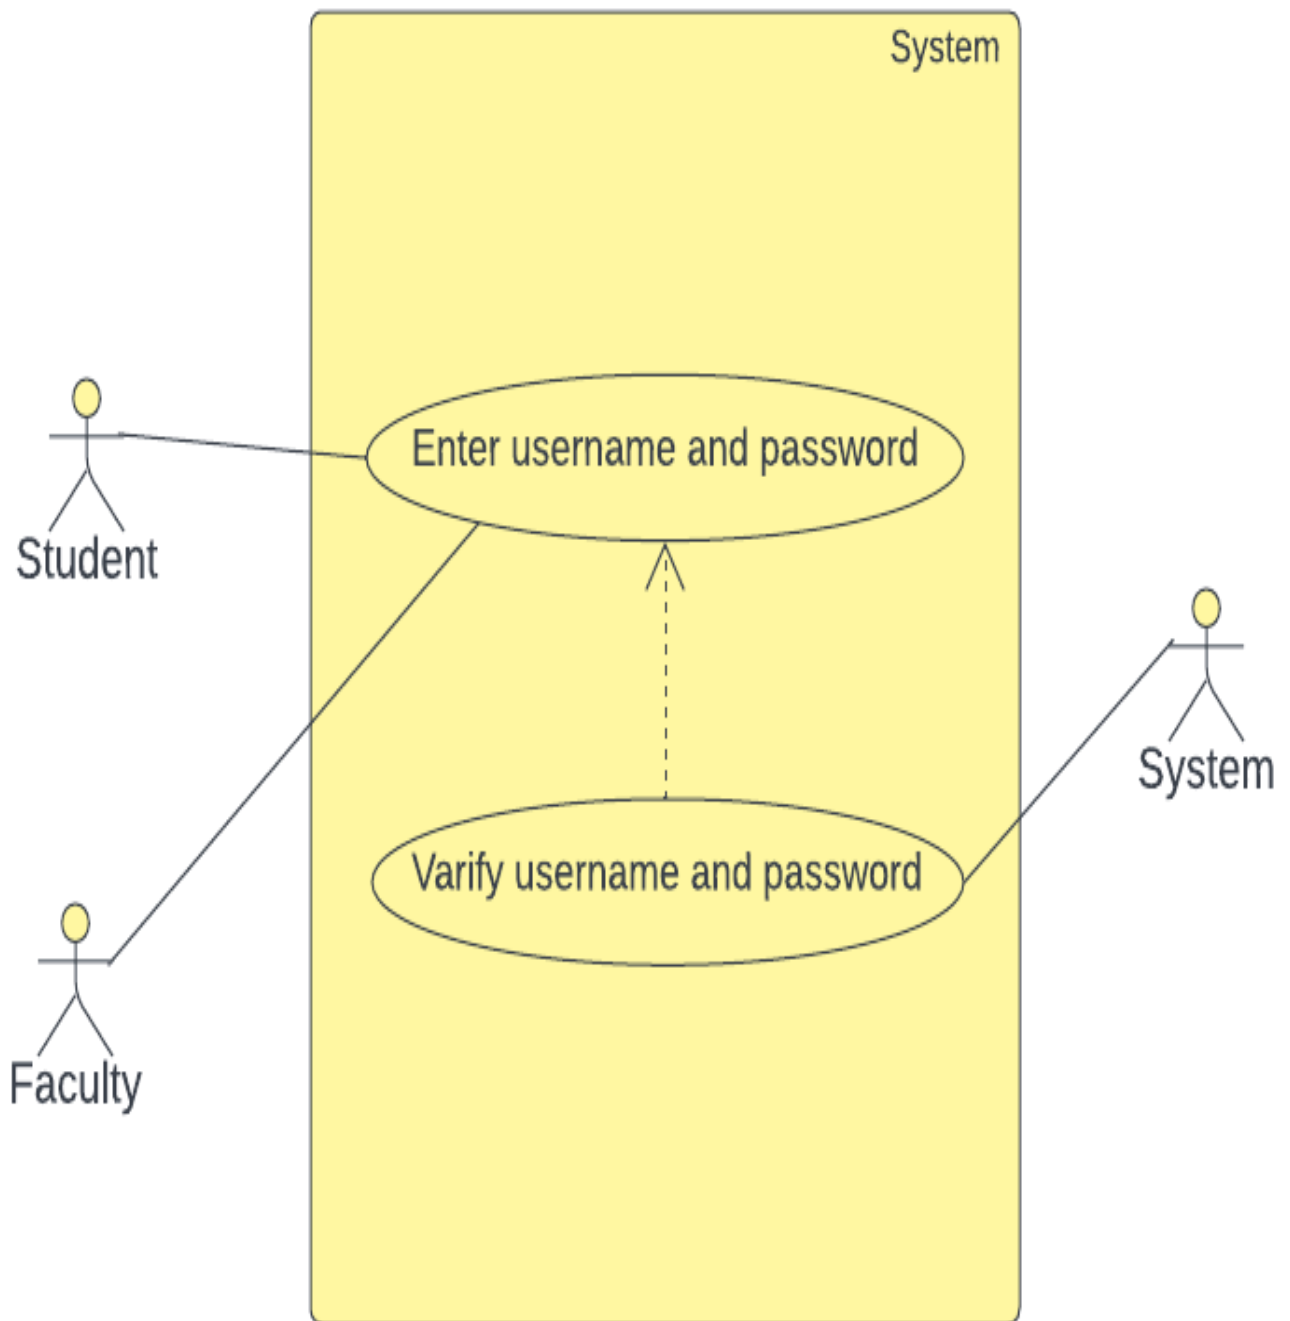 System
Enter username and password
Student
System
Varify username and password
Faculty